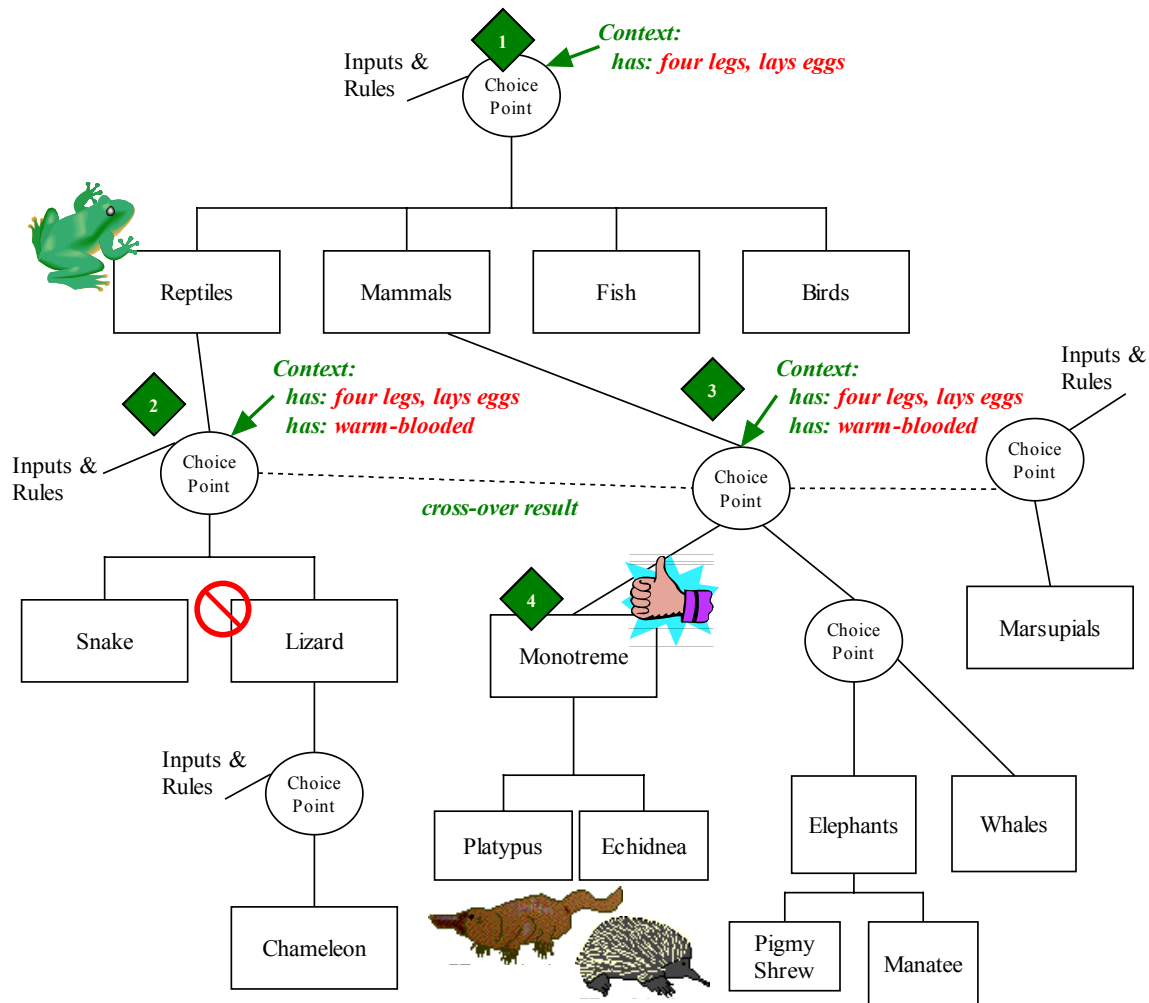 1
Context:
has: four legs, lays eggs
Inputs &
Rules
Choice
Point
Reptiles
Mammals
Fish
Birds
2
Context:
has: four legs, lays eggs
has: warm-blooded
3
Context:
has: four legs, lays eggs
has: warm-blooded
Inputs &
Rules
Inputs &
Rules
Choice
Point
cross-over result
Choice
Point
Choice
Point
Snake
Lizard
4
Monotreme
Choice
Point
Marsupials
Inputs &
Rules
Choice
Point
Platypus
Echidnea
Elephants
Whales
Chameleon
Pigmy
Shrew
Manatee